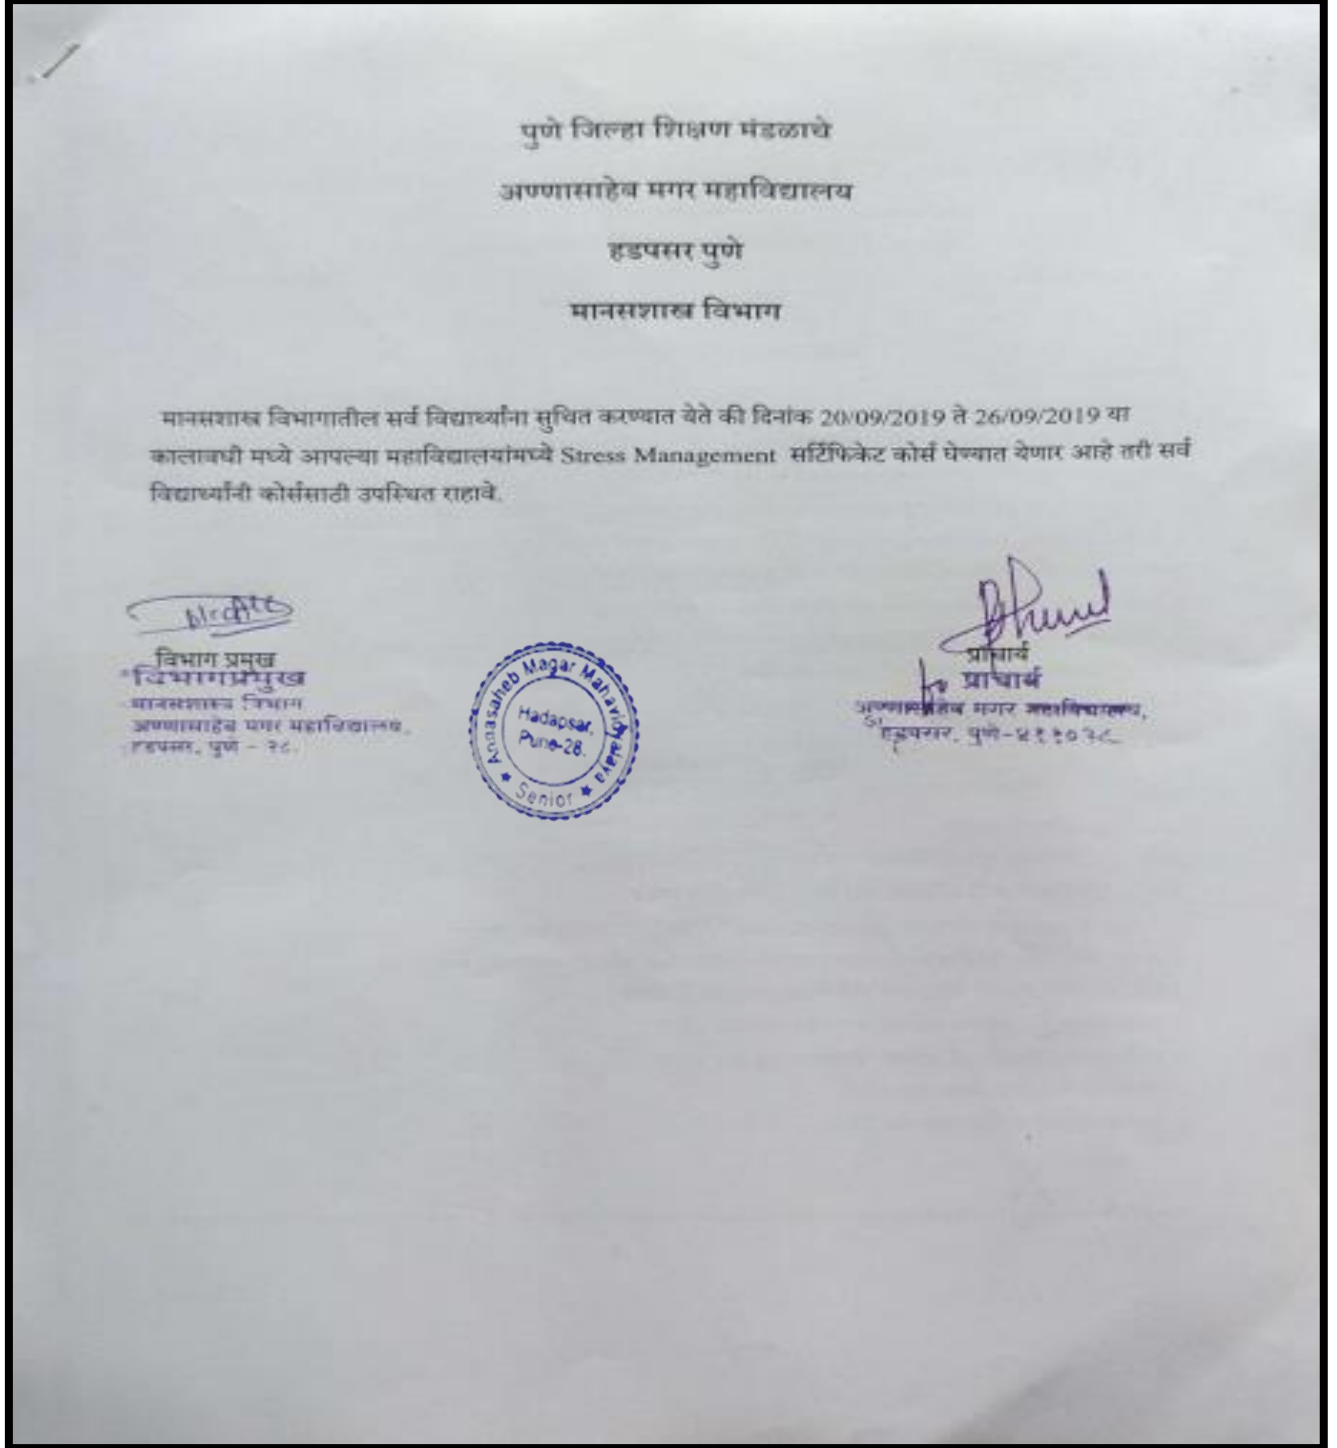 पुणे जिल्हा शिक्षण मंडळाचे
अण्णासाहेब मगर महाविद्यालय
हडपसर पुणे
मानसशास्त्र विभाग
मानसशास्त्र विभागातील सर्व विद्यार्थ्यांना सुचित करण्यात येते की दिनांक 20/09/2019 ते 26/09/2019 या
कालावधी मध्ये आपल्या महाविद्यालयांमध्ये Stress Management सर्टिफिकेट कोर्स घेण्यात येणार आहे तरी सर्व
विद्यार्थ्यांनी कोर्ससाठी उपस्थित राहावे.
विभाग प्रमुख
विभागप्रमुख
मानसशास्त्र विभाग
अण्णासाहेब मगर महाविद्यालय,
हडपसर, पुणे - २८.
Annasaheb Magar Mahavidyalaya
Hadapsar,
Pune-28.
Senior
प्राचार्य
प्राचार्य
अण्णासाहेब मगर महाविद्यालय,
हडपसर, पुणे-४११०२८